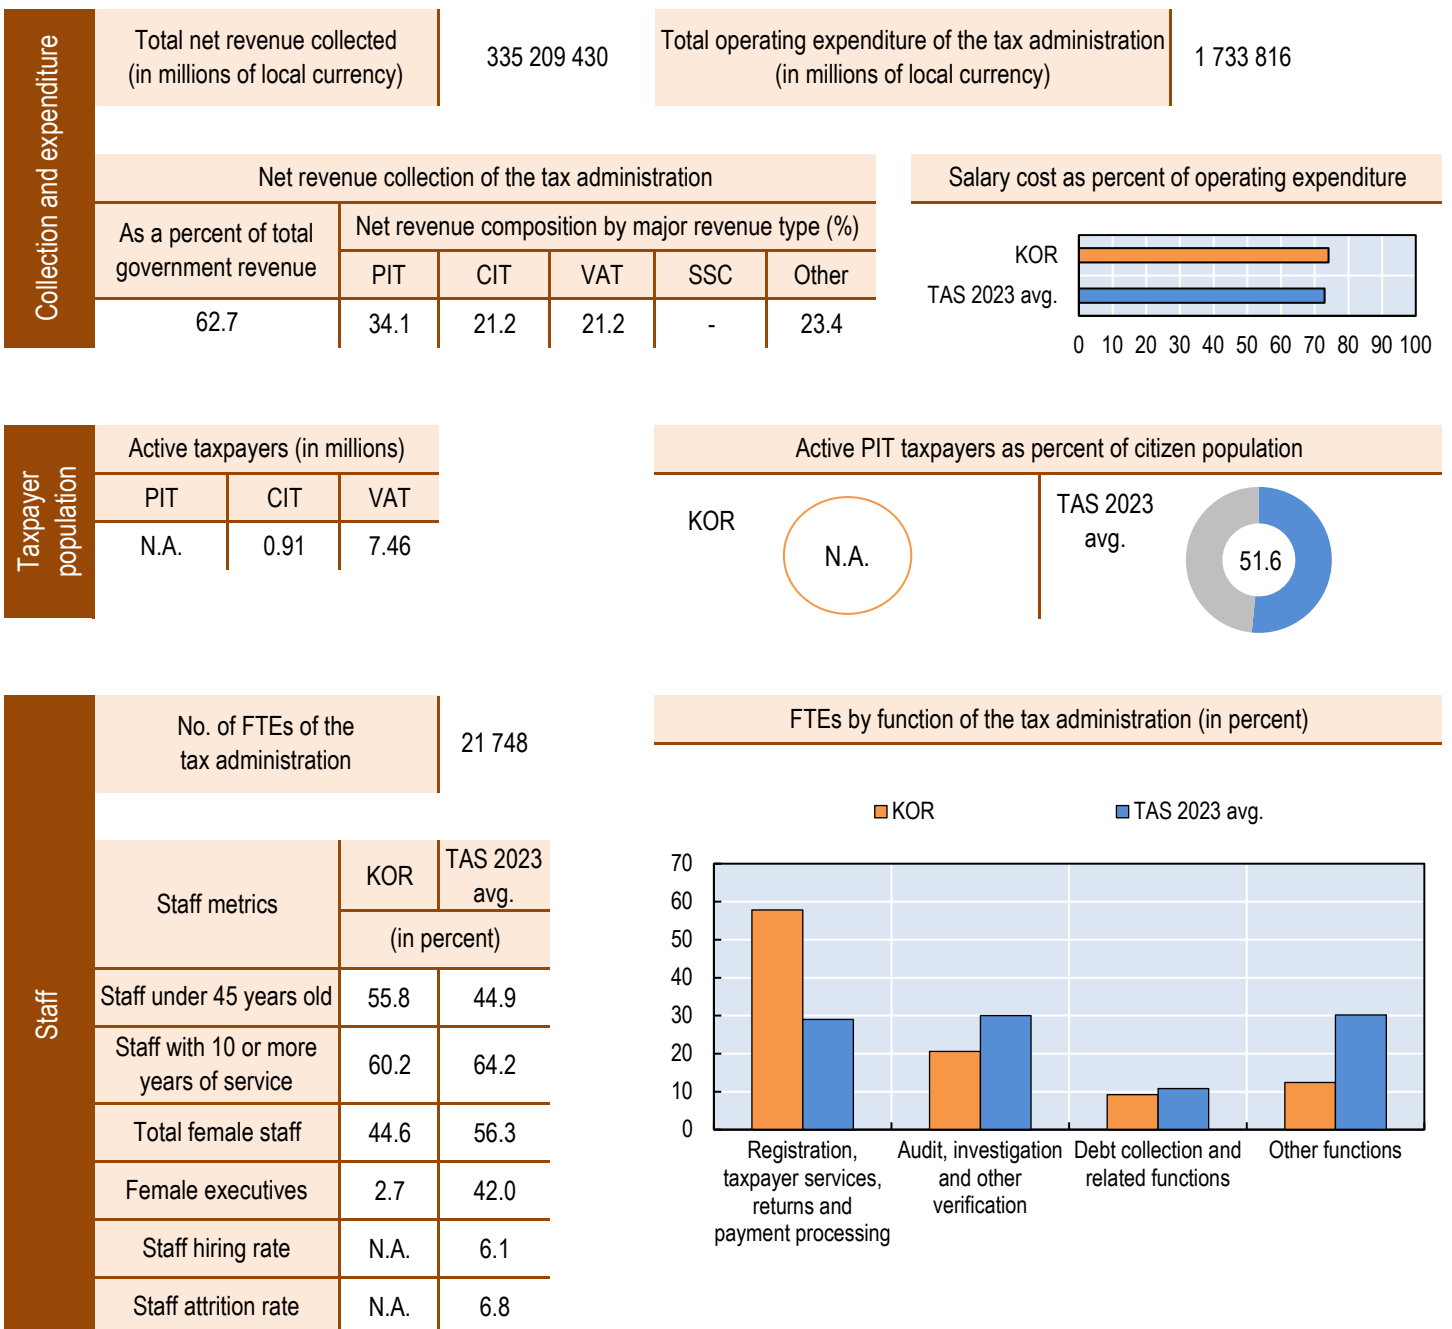 Collection and expenditure
Total net revenue collected
(in millions of local currency)
335 209 430
Total operating expenditure of the tax administration
(in millions of local currency)
1 733 816
Net revenue collection of the tax administration
As a percent of total
government revenue
Net revenue composition by major revenue type (%)
PIT CIT VAT SSC Other
62.7 34.1 21.2 21.2 - 23.4
Salary cost as percent of operating expenditure
KOR
TAS 2023 avg.
0 10 20 30 40 50 60 70 80 90 100
Taxpayer
population
Active taxpayers (in millions)
PIT CIT VAT
N.A. 0.91 7.46
Active PIT taxpayers as percent of citizen population
KOR
N.A.
TAS 2023
avg.
51.6
Staff
No. of FTEs of the
tax administration
21 748
Staff metrics
KOR
TAS 2023
avg.
(in percent)
Staff under 45 years old 55.8 44.9
Staff with 10 or more
years of service
60.2 64.2
Total female staff 44.6 56.3
Female executives 2.7 42.0
Staff hiring rate N.A. 6.1
Staff attrition rate N.A. 6.8
FTEs by function of the tax administration (in percent)
KOR TAS 2023 avg.
70
60
50
40
30
20
10
0
Registration,
taxpayer services,
returns and
payment processing
Audit, investigation
and other
verification
Debt collection and
related functions
Other functions